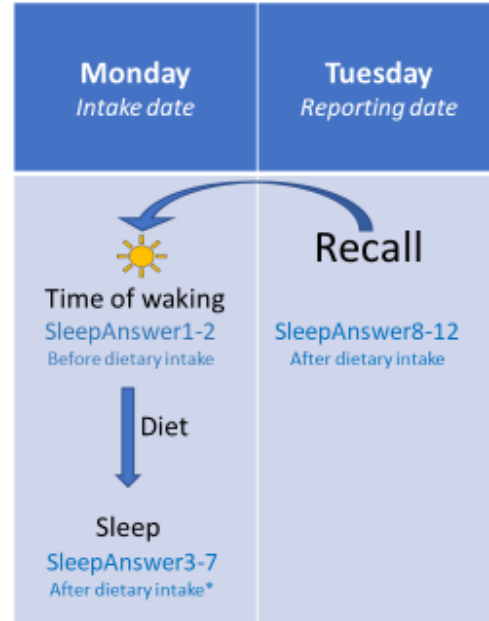 Monday
Intake date
Tuesday
Reporting date
Time of waking
SleepAnswer1-2
Before dietary intake
Diet
Sleep
SleepAnswer3-7
After dietary intake*
Recall
SleepAnswer8-12
After dietary intake